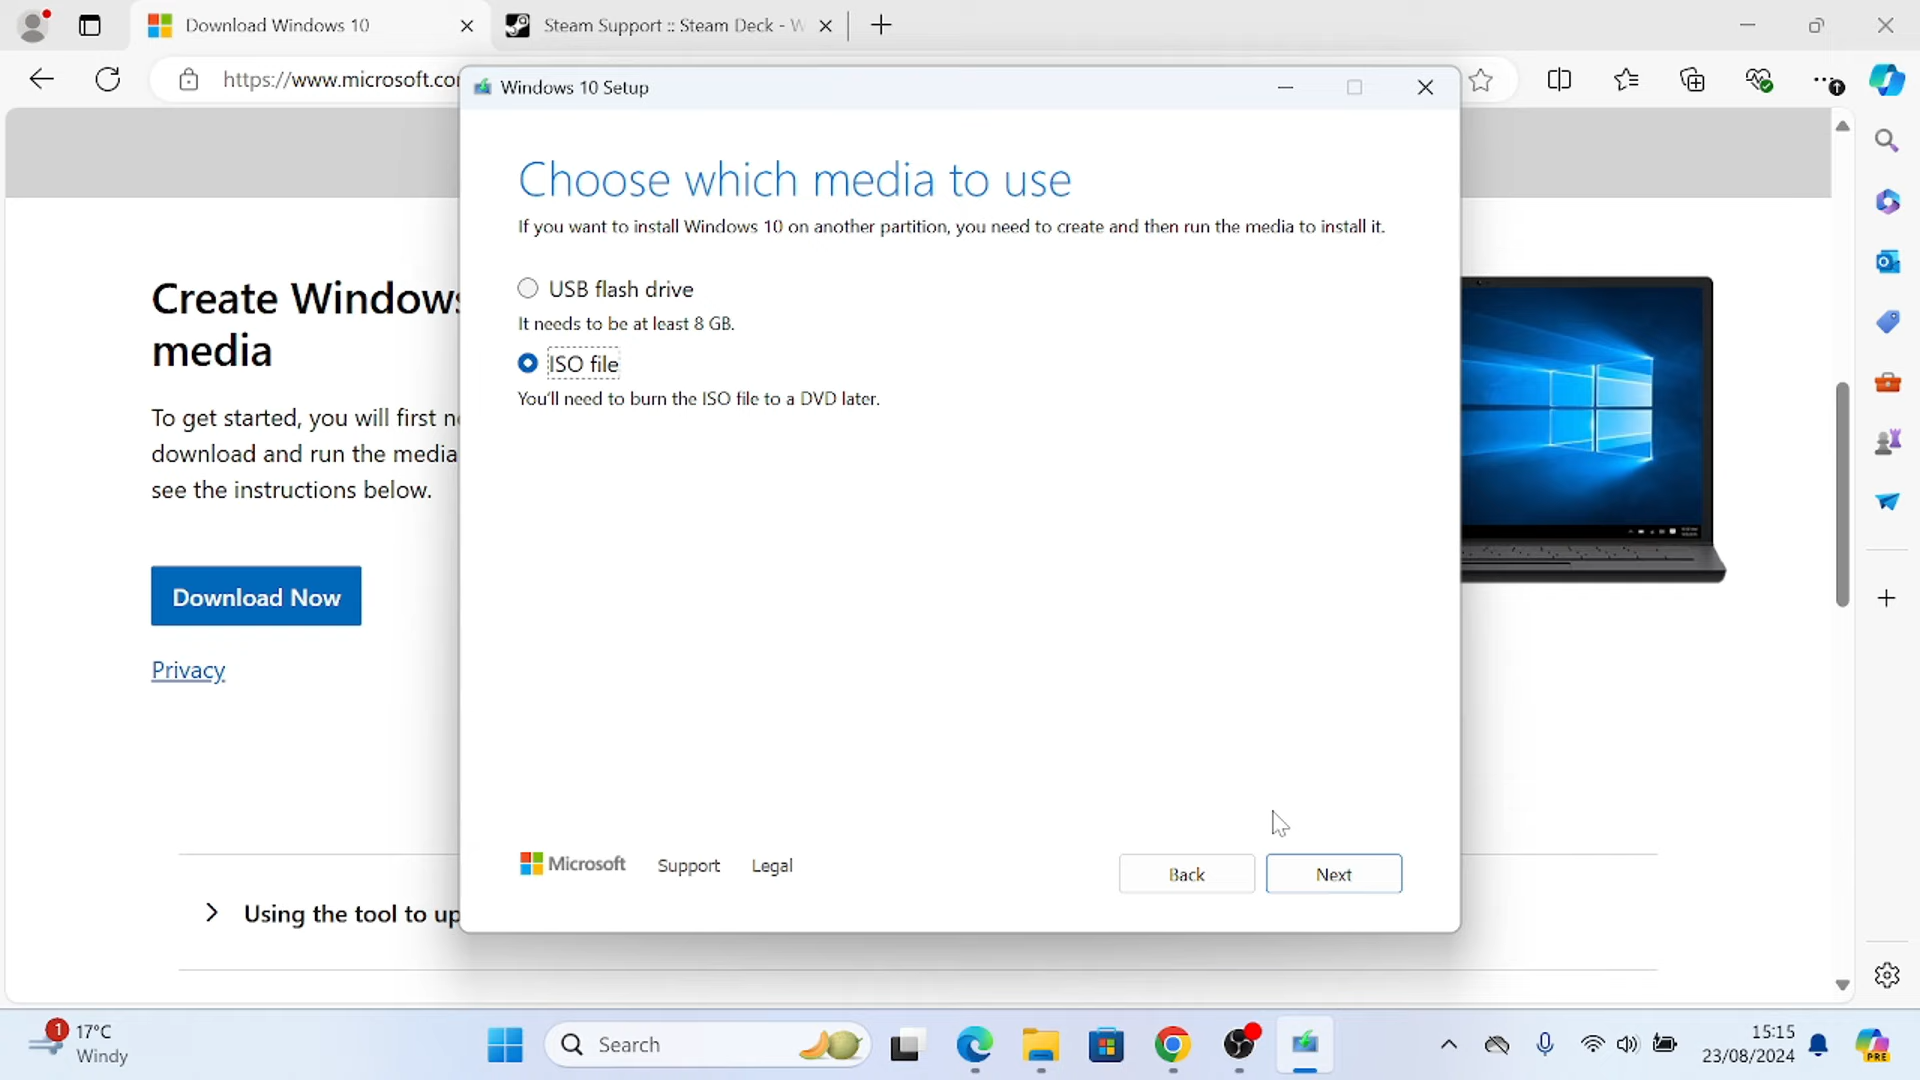 Download Windows 10
Steam Support :: Steam Deck - W
https://www.microsoft.co
Windows 10 Setup
Choose which media to use
If you want to install Windows 10 on another partition, you need to create and then run the media to install it.
USB flash drive
It needs to be at least 8 GB.
ISO file
You'll need to burn the ISO file to a DVD later.
Create Windows
media
To get started, you will first n
download and run the media
see the instructions below.
Download Now
Privacy
Microsoft
Support
Legal
Back
Next
Using the tool to up
1
17°C
Windy
Search
15:15
23/08/2024
PRE